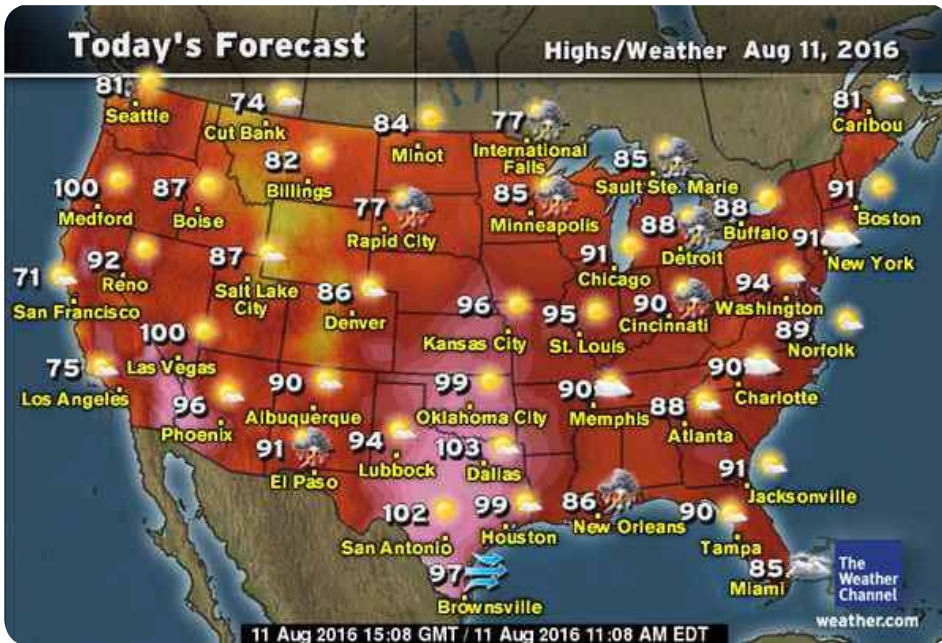 Today's Forecast
Highs/Weather Aug 11, 2016
81
Seattle
74
Cut Bank
84
Minot
77
International
Falls
81
Caribou
82
Billings
85
Sault Ste. Marie
100
Medford
87
Boise
77
Rapid City
85
Minneapolis
88
Detroit
88
Buffalo
91
Boston
71
San Francisco
92
Reno
87
Salt Lake
City
86
Denver
91
Chicago
91
New York
96
Kansas City
95
St. Louis
90
Cincinnati
94
Washington
89
Norfolk
75
Los Angeles
100
Las Vegas
96
Phoenix
90
Albuquerque
99
Oklahoma City
90
Memphis
88
Atlanta
90
Charlotte
91
El Paso
94
Lubbock
103
Dallas
91
Jacksonville
102
San Antonio
99
Houston
86
New Orleans
90
Tampa
97
Brownsville
85
Miami
The
Weather
Channel
weather.com
11 Aug 2016 15:08 GMT / 11 Aug 2016 11:08 AM EDT